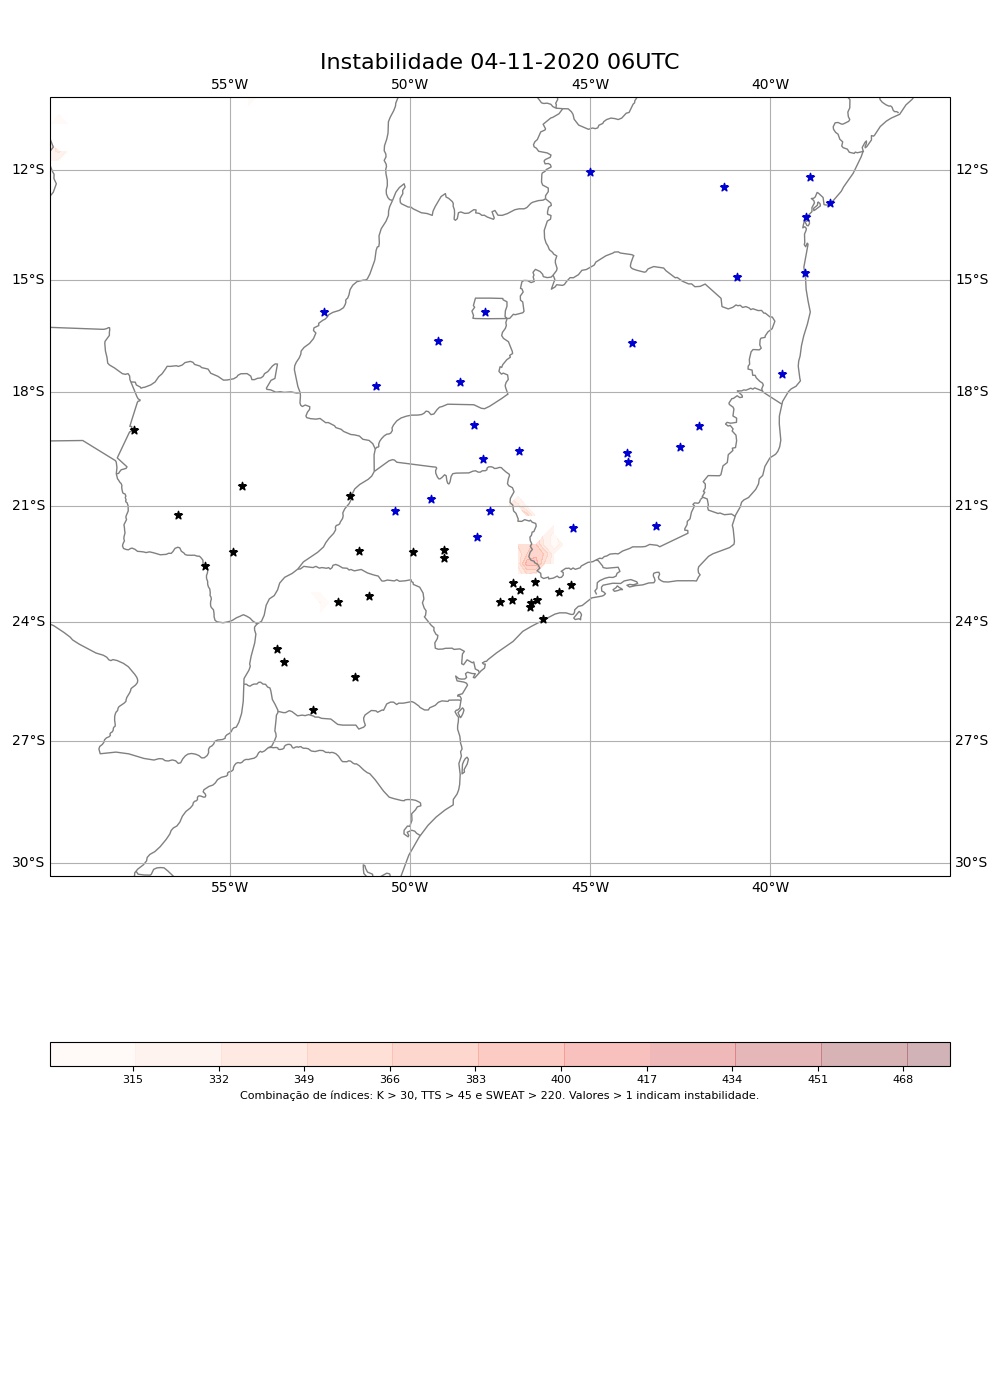 Instabilidade 04-11-2020 06UTC
55°W 50°W 45°W 40°W
12°S 12°S
15°S 15°S
18°S 18°S
21°S 21°S
24°S 24°S
27°S 27°S
30°S 30°S
55°W 50°W 45°W 40°W
315 332 349 366 383 400 417 434 451 468
Combinação de índices: K > 30, TTS > 45 e SWEAT > 220. Valores > 1 indicam instabilidade.